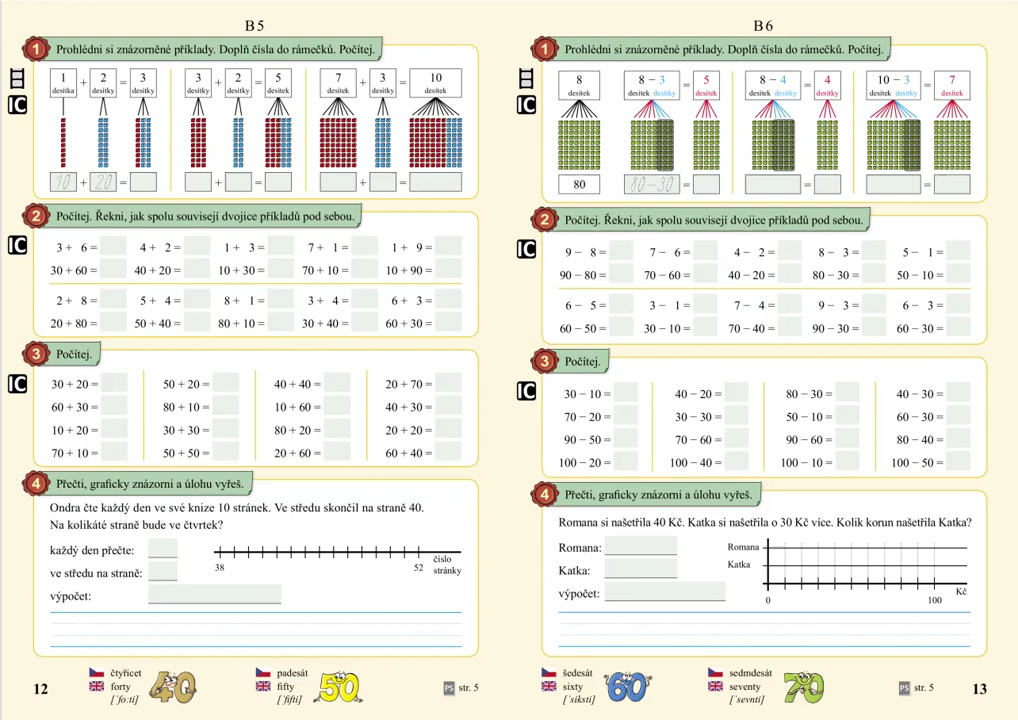 B 5
1 Prohlédni si znázorněné příklady. Doplň čísla do rámečků. Počítej.
1 desítka + 2 desítky = 3 desítky
3 desítky + 2 desítky = 5 desítek
7 desítek + 3 desítky = 10 desítek
10 + 20 =
+ =
+ =
2 Počítej. Řekni, jak spolu souvisejí dvojice příkladů pod sebou.
3 + 6 = 4 + 2 = 1 + 3 = 7 + 1 = 1 + 9 =
30 + 60 = 40 + 20 = 10 + 30 = 70 + 10 = 10 + 90 =
2 + 8 = 5 + 4 = 8 + 1 = 3 + 4 = 6 + 3 =
20 + 80 = 50 + 40 = 80 + 10 = 30 + 40 = 60 + 30 =
3 Počítej.
30 + 20 = 50 + 20 = 40 + 40 = 20 + 70 =
60 + 30 = 80 + 10 = 10 + 60 = 40 + 30 =
10 + 20 = 30 + 30 = 80 + 20 = 20 + 20 =
70 + 10 = 50 + 50 = 20 + 60 = 60 + 40 =
4 Přečti, graficky znázorni a úlohu vyřeš.
Ondra čte každý den ve své knize 10 stránek. Ve středu skončil na straně 40.
Na kolikáté straně bude ve čtvrtek?
každý den přečte:
ve středu na straně:
výpočet:
38 52 číslo
stránky
12
čtyřicet
forty
[ˈfoːti]
40
padesát
fifty
[ˈfifti]
50
PS str. 5
B 6
1 Prohlédni si znázorněné příklady. Doplň čísla do rámečků. Počítej.
8 desítek
8 − 3 desítek desítky = 5 desítek
8 − 4 desítek desítky = 4 desítky
10 − 3 desítek desítky = 7 desítek
80
80−30 =
=
=
2 Počítej. Řekni, jak spolu souvisejí dvojice příkladů pod sebou.
9 − 8 = 7 − 6 = 4 − 2 = 8 − 3 = 5 − 1 =
90 − 80 = 70 − 60 = 40 − 20 = 80 − 30 = 50 − 10 =
6 − 5 = 3 − 1 = 7 − 4 = 9 − 3 = 6 − 3 =
60 − 50 = 30 − 10 = 70 − 40 = 90 − 30 = 60 − 30 =
3 Počítej.
30 − 10 = 40 − 20 = 80 − 30 = 40 − 30 =
70 − 20 = 30 − 30 = 50 − 10 = 60 − 30 =
90 − 50 = 70 − 60 = 90 − 60 = 80 − 40 =
100 − 20 = 100 − 40 = 100 − 10 = 100 − 50 =
4 Přečti, graficky znázorni a úlohu vyřeš.
Romana si našetřila 40 Kč. Katka si našetřila o 30 Kč více. Kolik korun našetřila Katka?
Romana:
Katka:
výpočet:
Romana
Katka
0 100 Kč
šedesát
sixty
[ˈsiksti]
60
sedmdesát
seventy
[ˈsevnti]
70
PS str. 5
13